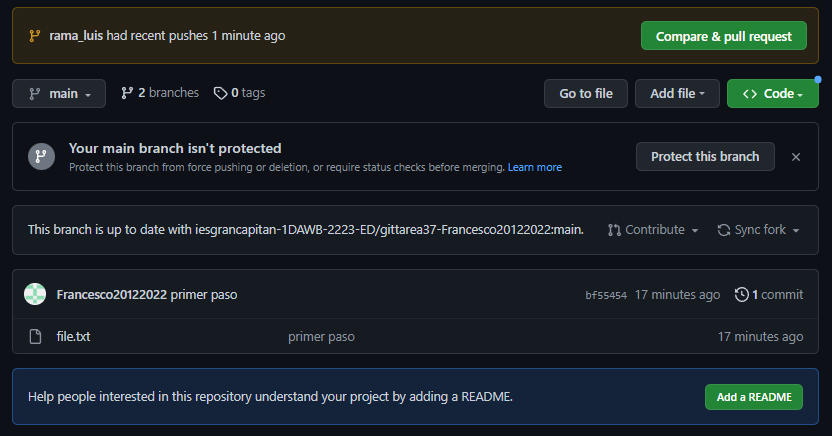 rama_luis had recent pushes 1 minute ago
Compare & pull request
main
2 branches
0 tags
Go to file
Add file
Code
Your main branch isn't protected
Protect this branch from force pushing or deletion, or require status checks before merging. Learn more
Protect this branch
This branch is up to date with iesgrancapitan-1DAWB-2223-ED/gittarea37-Francesco20122022:main.
Contribute
Sync fork
Francesco20122022 primer paso
bf55454 17 minutes ago
1 commit
file.txt
primer paso
17 minutes ago
Help people interested in this repository understand your project by adding a README.
Add a README